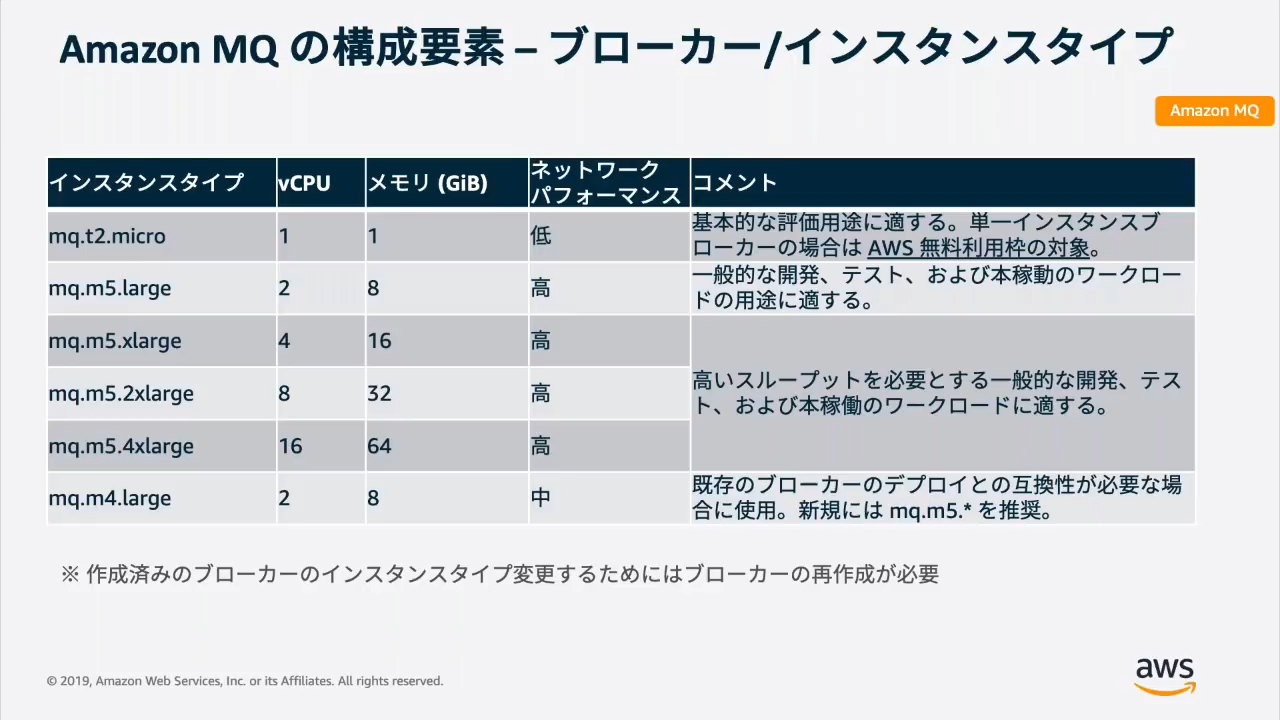 Amazon MQ の構成要素 – ブローカー/インスタンスタイプ
Amazon MQ
インスタンスタイプ vCPU メモリ (GiB) ネットワーク
パフォーマンス コメント
mq.t2.micro 1 1 低 基本的な評価用途に適する。単一インスタンスブ
ローカーの場合は AWS 無料利用枠の対象。
mq.m5.large 2 8 高 一般的な開発、テスト、および本稼動のワークロー
ドの用途に適する。
mq.m5.xlarge 4 16 高
mq.m5.2xlarge 8 32 高 高いスループットを必要とする一般的な開発、テス
ト、および本稼働のワークロードに適する。
mq.m5.4xlarge 16 64 高
mq.m4.large 2 8 中 既存のブローカーのデプロイとの互換性が必要な場
合に使用。新規には mq.m5.* を推奨。
※ 作成済みのブローカーのインスタンスタイプ変更するためにはブローカーの再作成が必要
© 2019, Amazon Web Services, Inc. or its Affiliates. All rights reserved.
aws